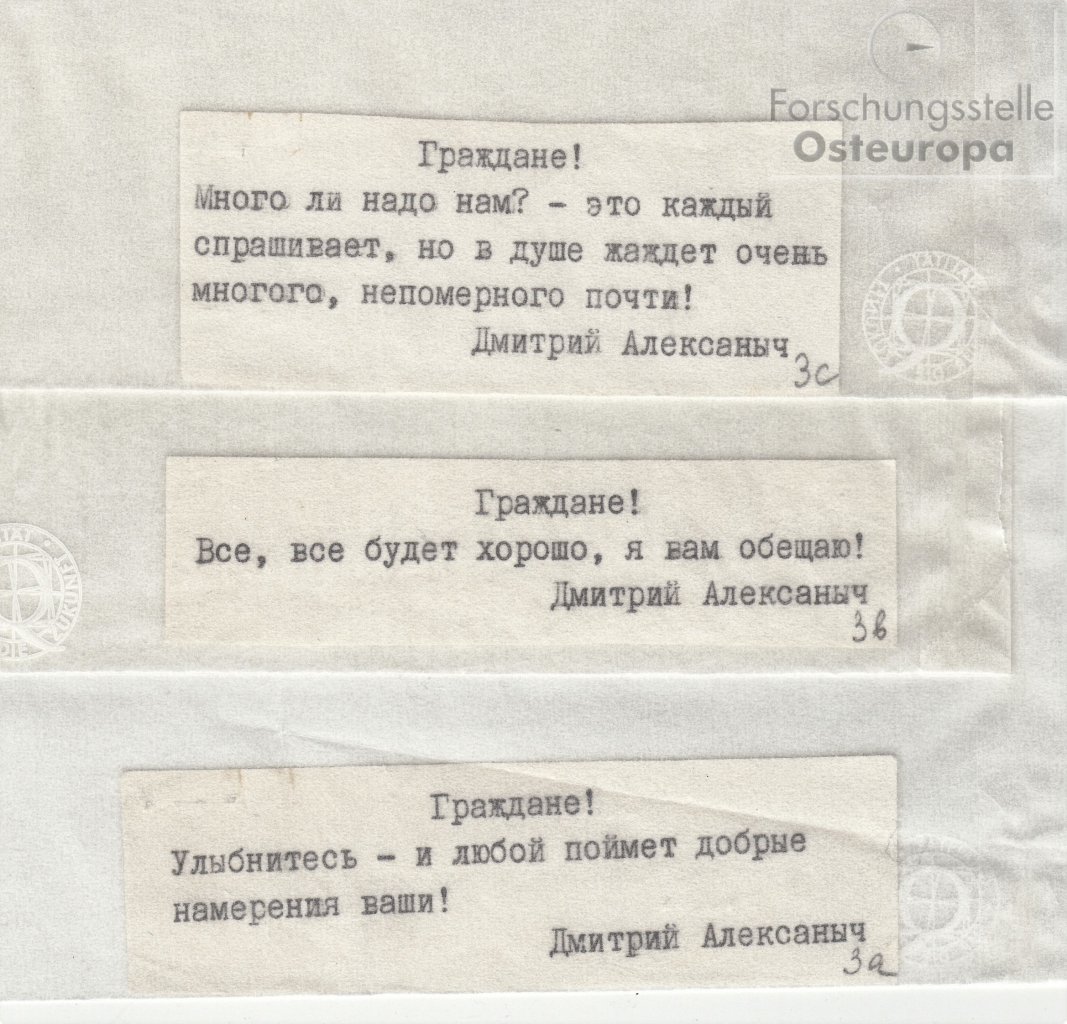 Forschungsstelle
Osteuropa
Граждане!
Много ли надо нам? - это каждый
спрашивает, но в душе жаждет очень
многого, непомерного почти!
Дмитрий Алексаныч
3c
Граждане!
Все, все будет хорошо, я вам обещаю!
Дмитрий Алексаныч
3в
Граждане!
Улыбнитесь - и любой поймет добрые
намерения ваши!
Дмитрий Алексаныч
3а